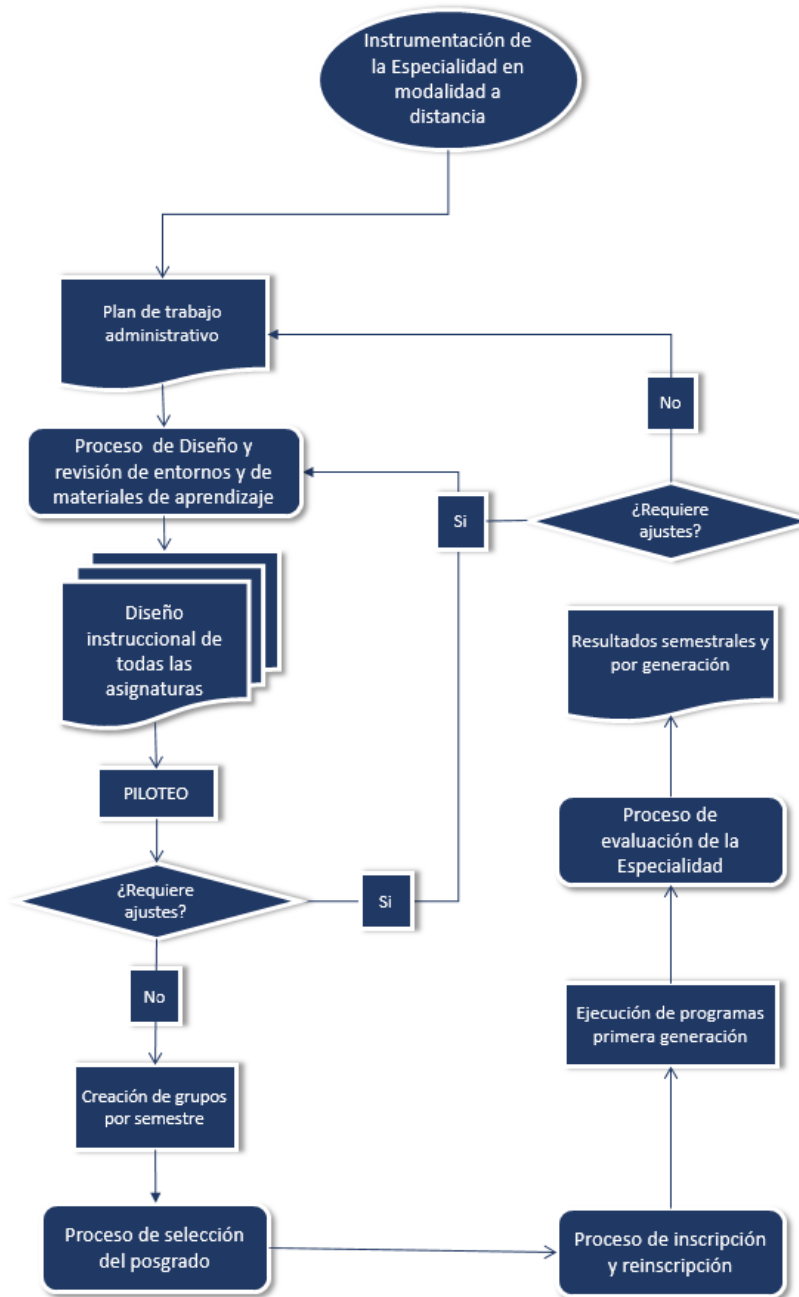 Instrumentación de
la Especialidad en
modalidad a
distancia
Plan de trabajo
administrativo
No
Proceso de Diseño y
revisión de entornos y de
materiales de aprendizaje
Si
¿Requiere
ajustes?
Diseño
instruccional de
todas las
asignaturas
Resultados semestrales y
por generación
PILOTEO
Proceso de
evaluación de la
Especialidad
¿Requiere
ajustes?
Si
No
Ejecución de programas
primera generación
Creación de grupos
por semestre
Proceso de selección
del posgrado
Proceso de inscripción
y reinscripción